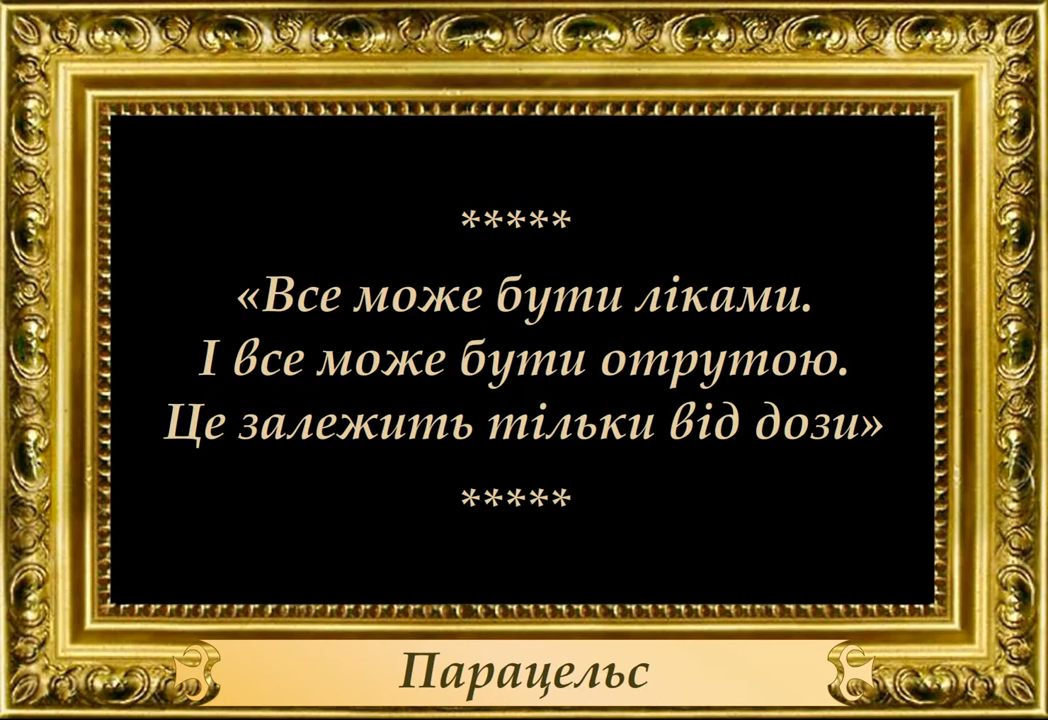 *****
«Все може бути ліками.
І все може бути отрутою.
Це залежить тільки від дози»
*****
Парацельс